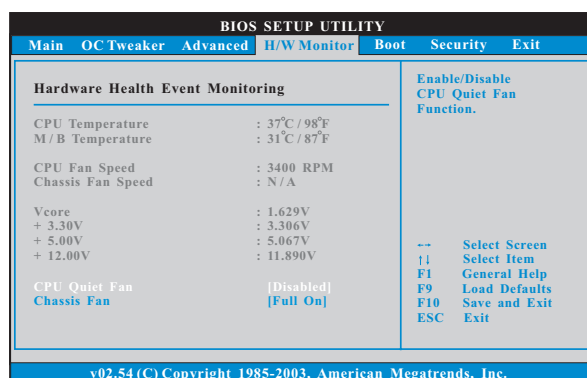 BIOS SETUP UTILITY
Main OC Tweaker Advanced H/W Monitor Boot Security Exit
Hardware Health Event Monitoring
CPU Temperature : 37°C / 98°F
M / B Temperature : 31°C / 87°F
CPU Fan Speed : 3400 RPM
Chassis Fan Speed : N / A
Vcore : 1.629V
+ 3.30V : 3.306V
+ 5.00V : 5.067V
+ 12.00V : 11.890V
CPU Quiet Fan [Disabled]
Chassis Fan [Full On]
Enable/Disable
CPU Quiet Fan
Function.
←→ Select Screen
↑↓ Select Item
F1 General Help
F9 Load Defaults
F10 Save and Exit
ESC Exit
v02.54 (C) Copyright 1985-2003, American Megatrends, Inc.